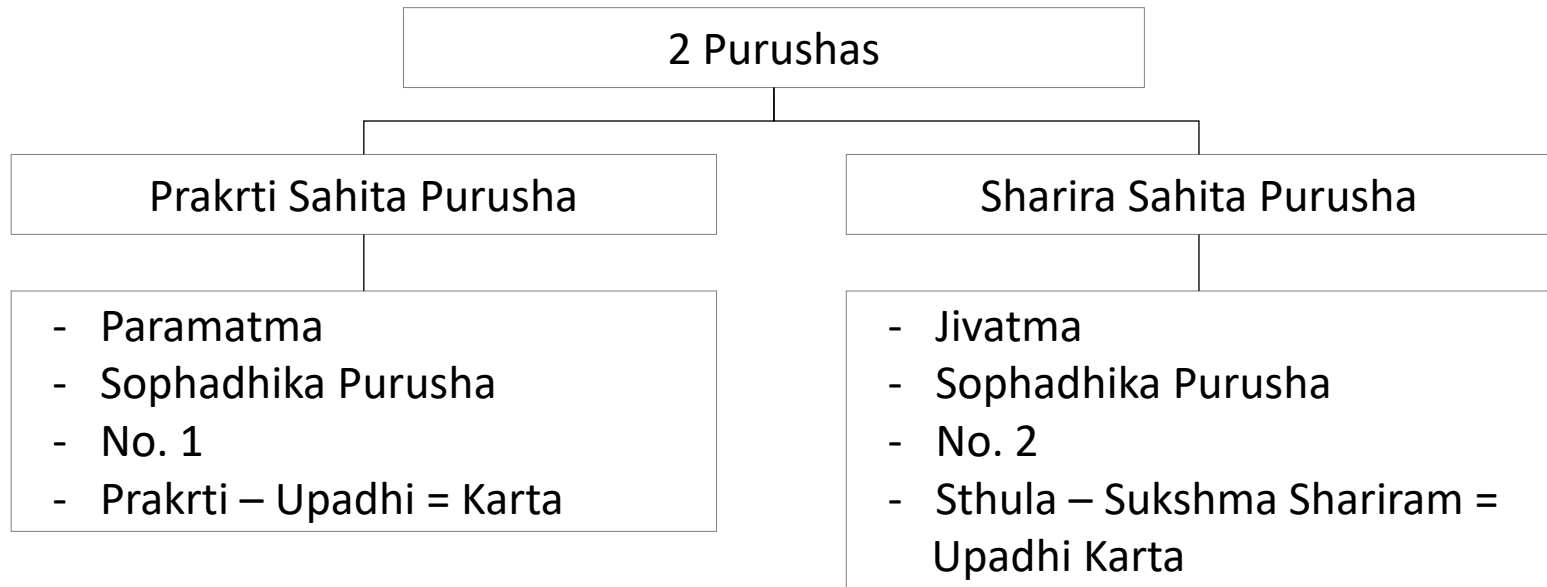 2 Purushas
Prakrti Sahita Purusha
Sharira Sahita Purusha
- Paramatma
- Sophadhika Purusha
- No. 1
- Prakrti – Upadhi = Karta
- Jivatma
- Sophadhika Purusha
- No. 2
- Sthula – Sukshma Shariram =
Upadhi Karta